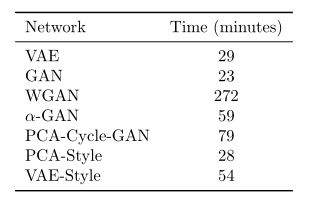 Network Time (minutes)
VAE 29
GAN 23
WGAN 272
α-GAN 59
PCA-Cycle-GAN 79
PCA-Style 28
VAE-Style 54